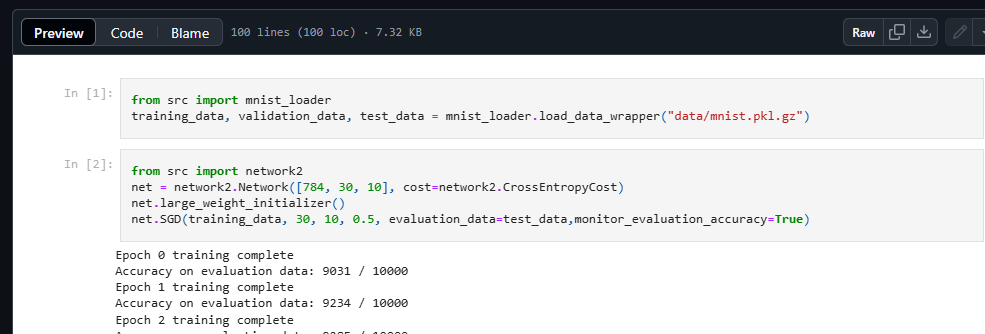 Preview Code Blame 100 lines (100 loc) · 7.32 KB Raw
In [1]:
from src import mnist_loader
training_data, validation_data, test_data = mnist_loader.load_data_wrapper("data/mnist.pkl.gz")
In [2]:
from src import network2
net = network2.Network([784, 30, 10], cost=network2.CrossEntropyCost)
net.large_weight_initializer()
net.SGD(training_data, 30, 10, 0.5, evaluation_data=test_data,monitor_evaluation_accuracy=True)
Epoch 0 training complete
Accuracy on evaluation data: 9031 / 10000
Epoch 1 training complete
Accuracy on evaluation data: 9234 / 10000
Epoch 2 training complete